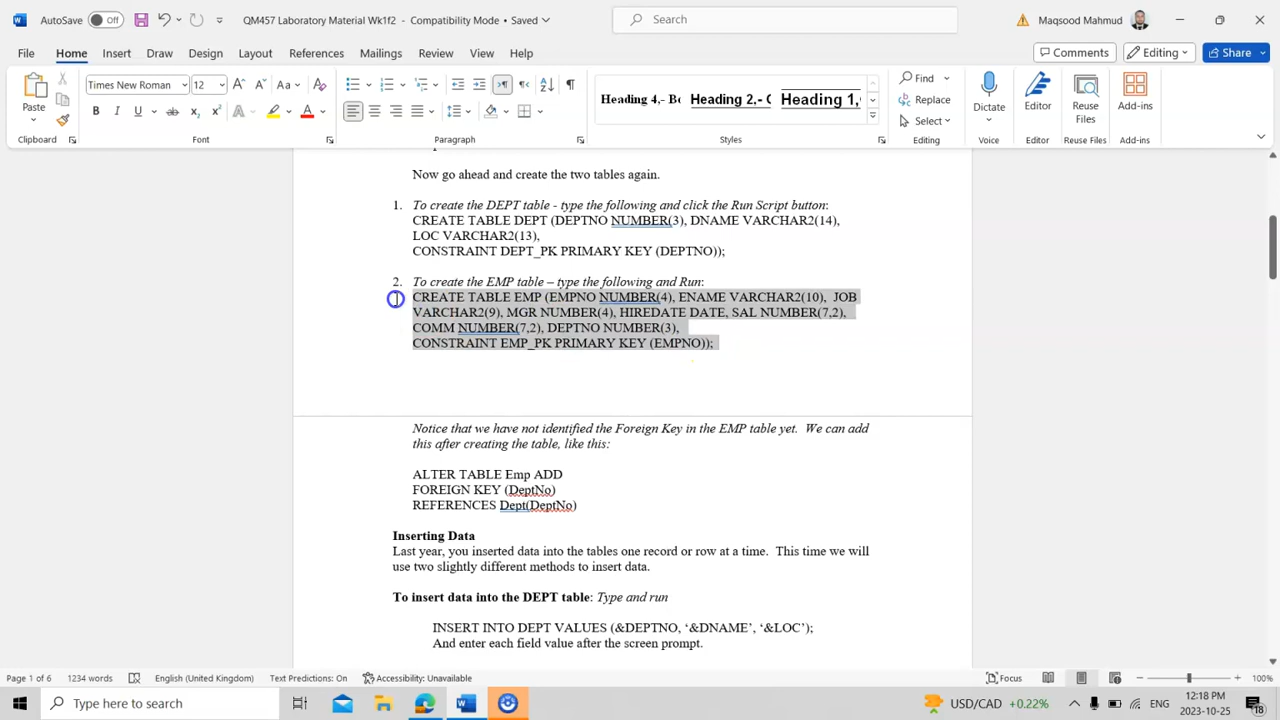 AutoSave Off QM457 Laboratory Material Wk1f2 - Compatibility Mode • Saved Search Maqsood Mahmud
File Home Insert Draw Design Layout References Mailings Review View Help Comments Editing Share
Times New Roman 12 Aa
Paste
Heading 4,- Bc Heading 2,- C Heading 1,
Find
Replace
Select
Dictate Editor Reuse Files Add-ins
B I U ab x₂ x² A A
Clipboard Font Paragraph Styles Editing Voice Editor Reuse Files Add-ins
Now go ahead and create the two tables again.
1. To create the DEPT table - type the following and click the Run Script button:
CREATE TABLE DEPT (DEPTNO NUMBER(3), DNAME VARCHAR2(14),
LOC VARCHAR2(13),
CONSTRAINT DEPT_PK PRIMARY KEY (DEPTNO));
2. To create the EMP table – type the following and Run:
CREATE TABLE EMP (EMPNO NUMBER(4), ENAME VARCHAR2(10), JOB
VARCHAR2(9), MGR NUMBER(4), HIREDATE DATE, SAL NUMBER(7,2),
COMM NUMBER(7,2), DEPTNO NUMBER(3),
CONSTRAINT EMP_PK PRIMARY KEY (EMPNO));
Notice that we have not identified the Foreign Key in the EMP table yet. We can add
this after creating the table, like this:
ALTER TABLE Emp ADD
FOREIGN KEY (DeptNo)
REFERENCES Dept(DeptNo)
Inserting Data
Last year, you inserted data into the tables one record or row at a time. This time we will
use two slightly different methods to insert data.
To insert data into the DEPT table: Type and run
INSERT INTO DEPT VALUES (&DEPTNO, ‘&DNAME’, ‘&LOC’);
And enter each field value after the screen prompt.
Page 1 of 6 1234 words English (United Kingdom) Text Predictions: On Accessibility: Unavailable Focus 100%
Type here to search USD/CAD +0.22% ENG 12:18 PM 2023-10-25 18